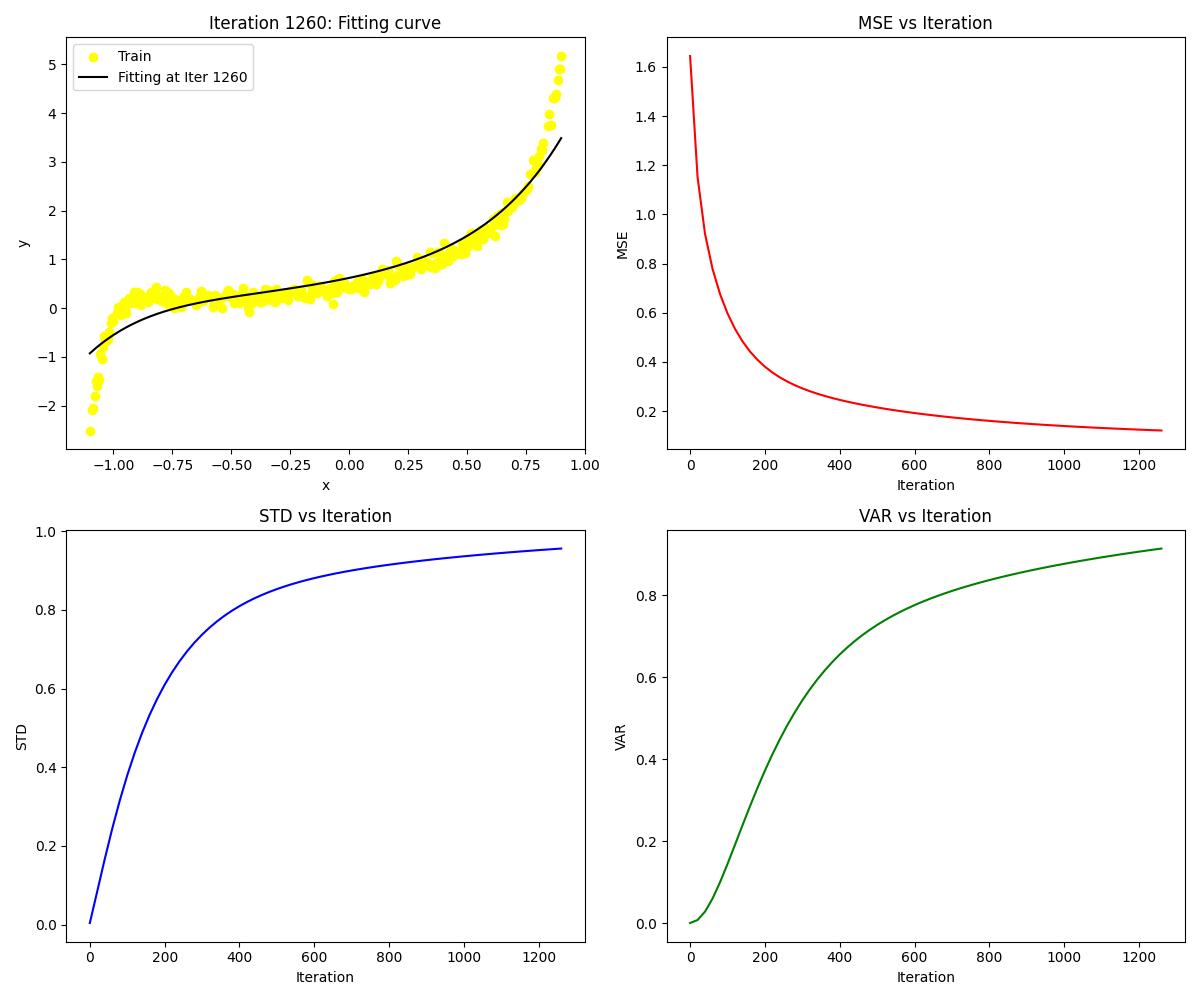 Iteration 1260: Fitting curve
Train
Fitting at Iter 1260
5
4
3
2
1
0
−1
−2
y
−1.00 −0.75 −0.50 −0.25 0.00 0.25 0.50 0.75 1.00
x
MSE vs Iteration
1.6
1.4
1.2
1.0
0.8
0.6
0.4
0.2
MSE
0 200 400 600 800 1000 1200
Iteration
STD vs Iteration
1.0
0.8
0.6
0.4
0.2
0.0
STD
0 200 400 600 800 1000 1200
Iteration
VAR vs Iteration
0.8
0.6
0.4
0.2
0.0
VAR
0 200 400 600 800 1000 1200
Iteration